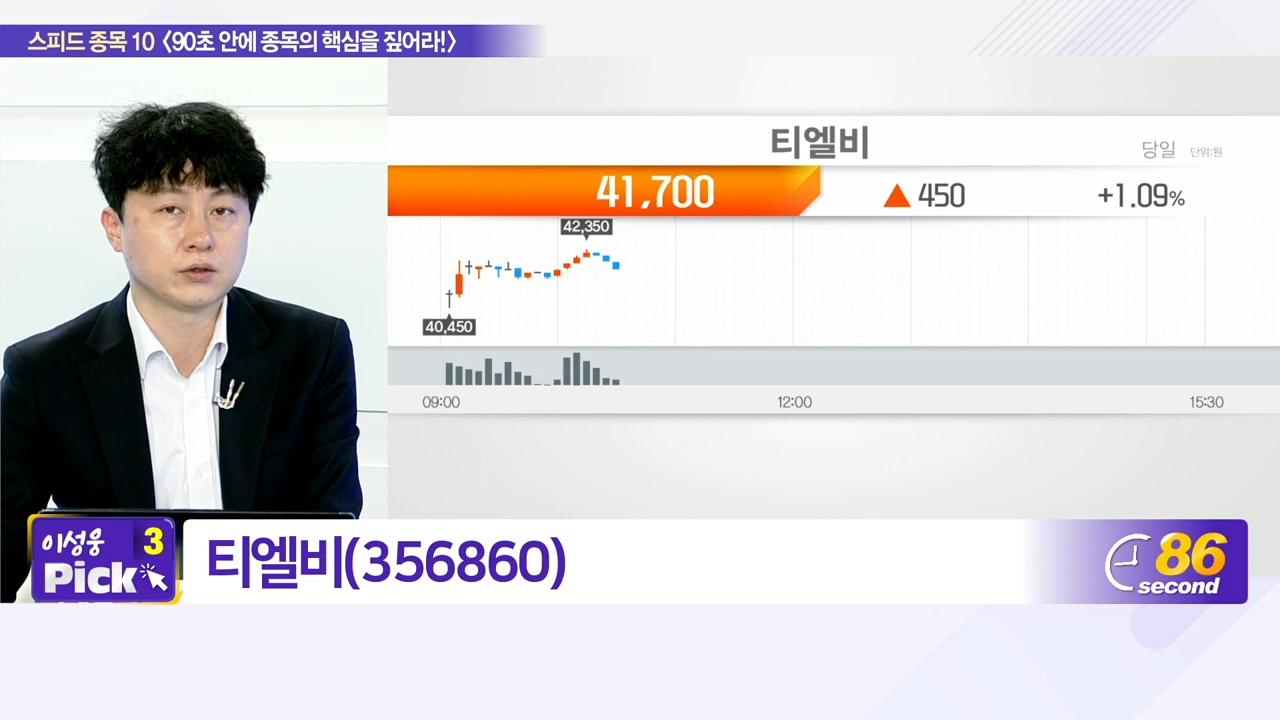 스피드 종목 10 〈90초 안에 종목의 핵심을 짚어라!〉
티엘비
당일 단위:원
41,700 ▲ 450 +1.09%
42,350
40,450
09:00 12:00 15:30
이성웅 3
Pick
티엘비(356860)
86
second